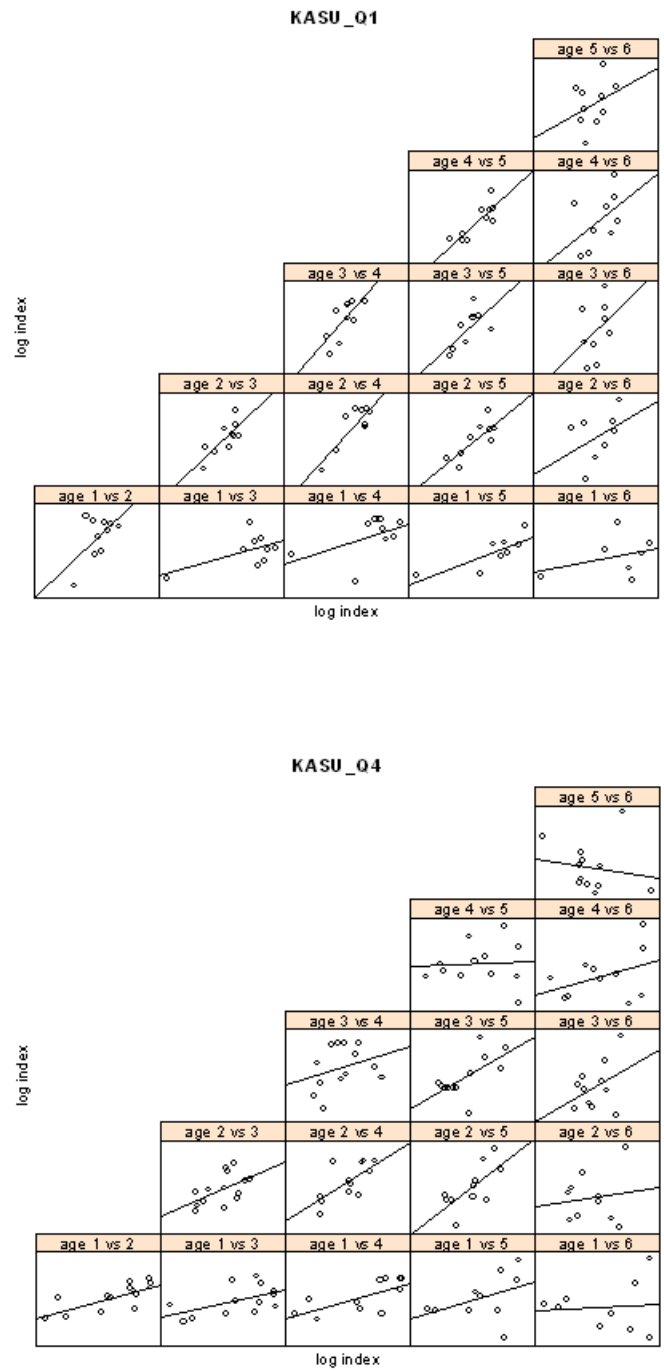 KASU_Q1
age 5 vs 6
age 4 vs 5 age 4 vs 6
age 3 vs 4 age 3 vs 5 age 3 vs 6
log index
age 2 vs 3 age 2 vs 4 age 2 vs 5 age 2 vs 6
age 1 vs 2 age 1 vs 3 age 1 vs 4 age 1 vs 5 age 1 vs 6
log index
KASU_Q4
age 5 vs 6
age 4 vs 5 age 4 vs 6
age 3 vs 4 age 3 vs 5 age 3 vs 6
log index
age 2 vs 3 age 2 vs 4 age 2 vs 5 age 2 vs 6
age 1 vs 2 age 1 vs 3 age 1 vs 4 age 1 vs 5 age 1 vs 6
log index